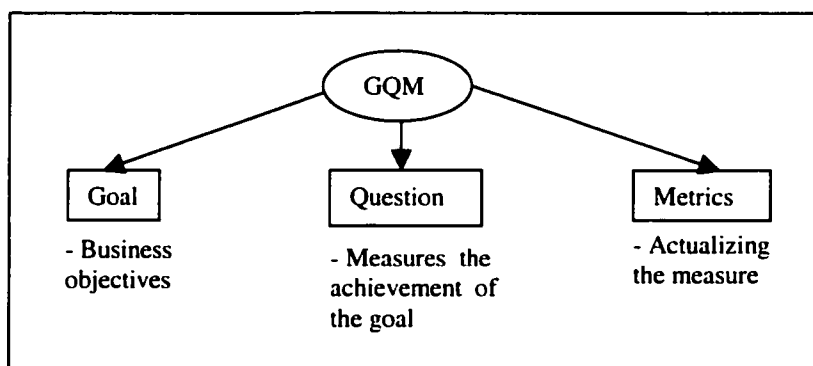 GQM
Goal
Question
Metrics
- Business
objectives
- Measures the
achievement of
the goal
- Actualizing
the measure